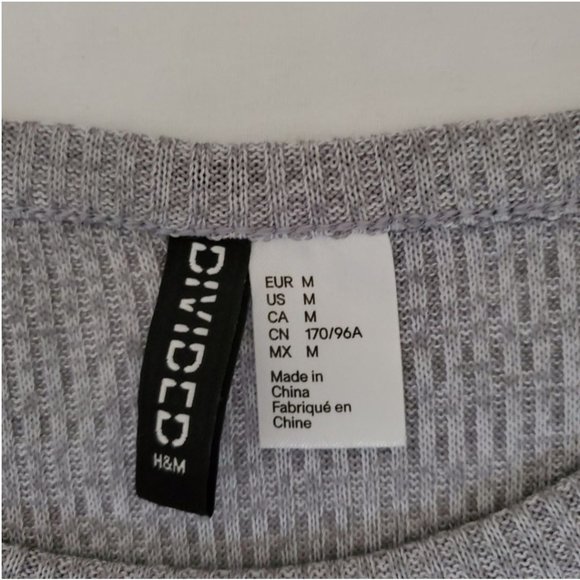 DIVIDED
H&M
EUR M
US M
CA M
CN 170/96A
MX M
Made in
China
Fabriqué en
Chine